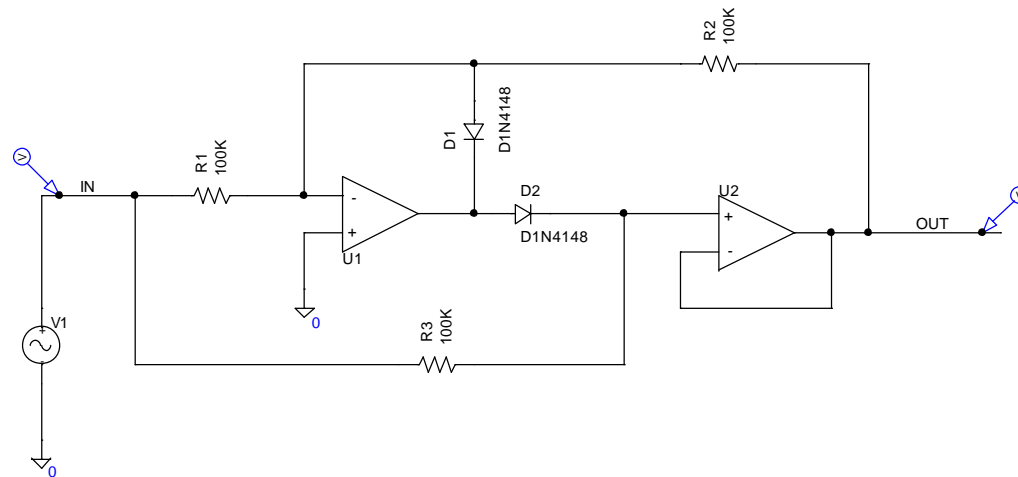 R2
100K
D1
D1N4148
V
IN
R1
100K
-
+
U1
0
D2
D1N4148
U2
+
-
OUT
V
V1
+
-
R3
100K
0